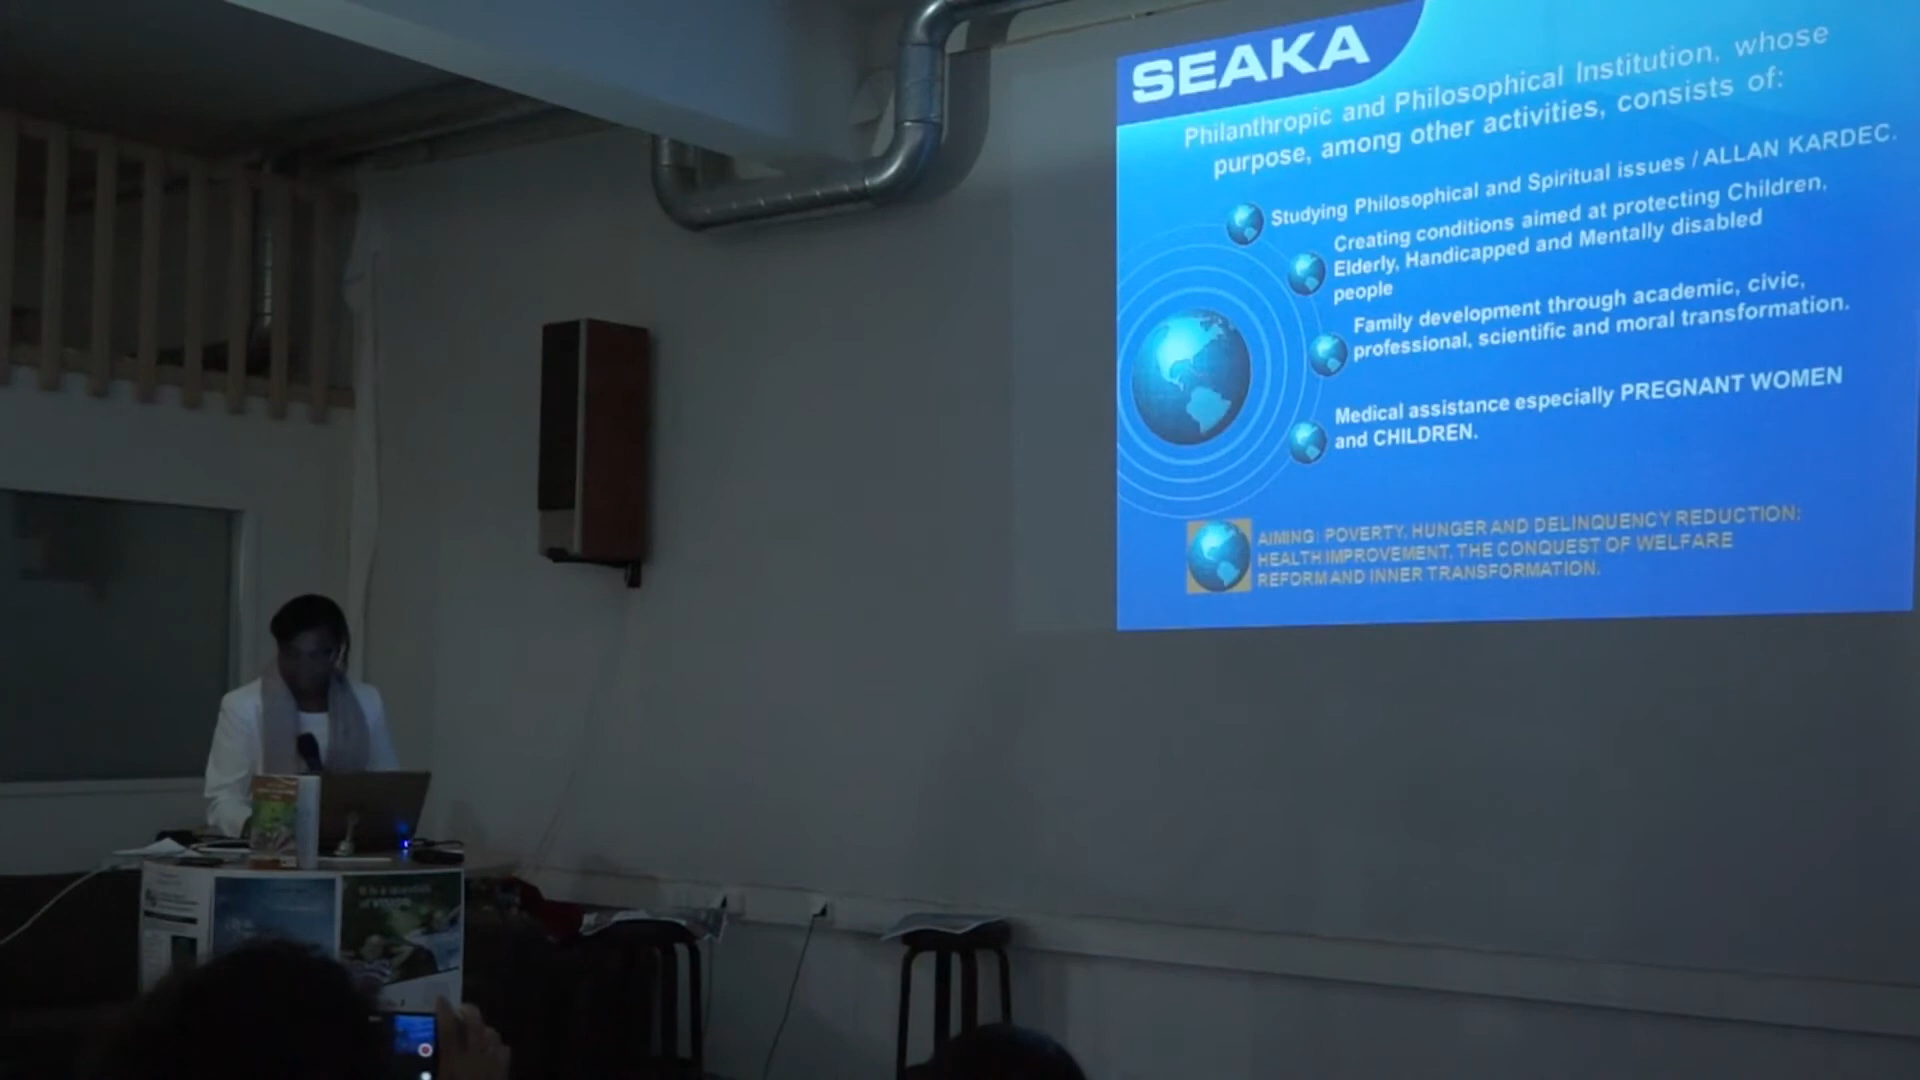 SEAKA
Philanthropic and Philosophical Institution, whose
purpose, among other activities, consists of:
Studying Philosophical and Spiritual issues / ALLAN KARDEC.
Creating conditions aimed at protecting Children,
Elderly, Handicapped and Mentally disabled
people
Family development through academic, civic,
professional, scientific and moral transformation.
Medical assistance especially PREGNANT WOMEN
and CHILDREN.
AIMING: POVERTY, HUNGER AND DELINQUENCY REDUCTION;
HEALTH IMPROVEMENT, THE CONQUEST OF WELFARE
REFORM AND INNER TRANSFORMATION.